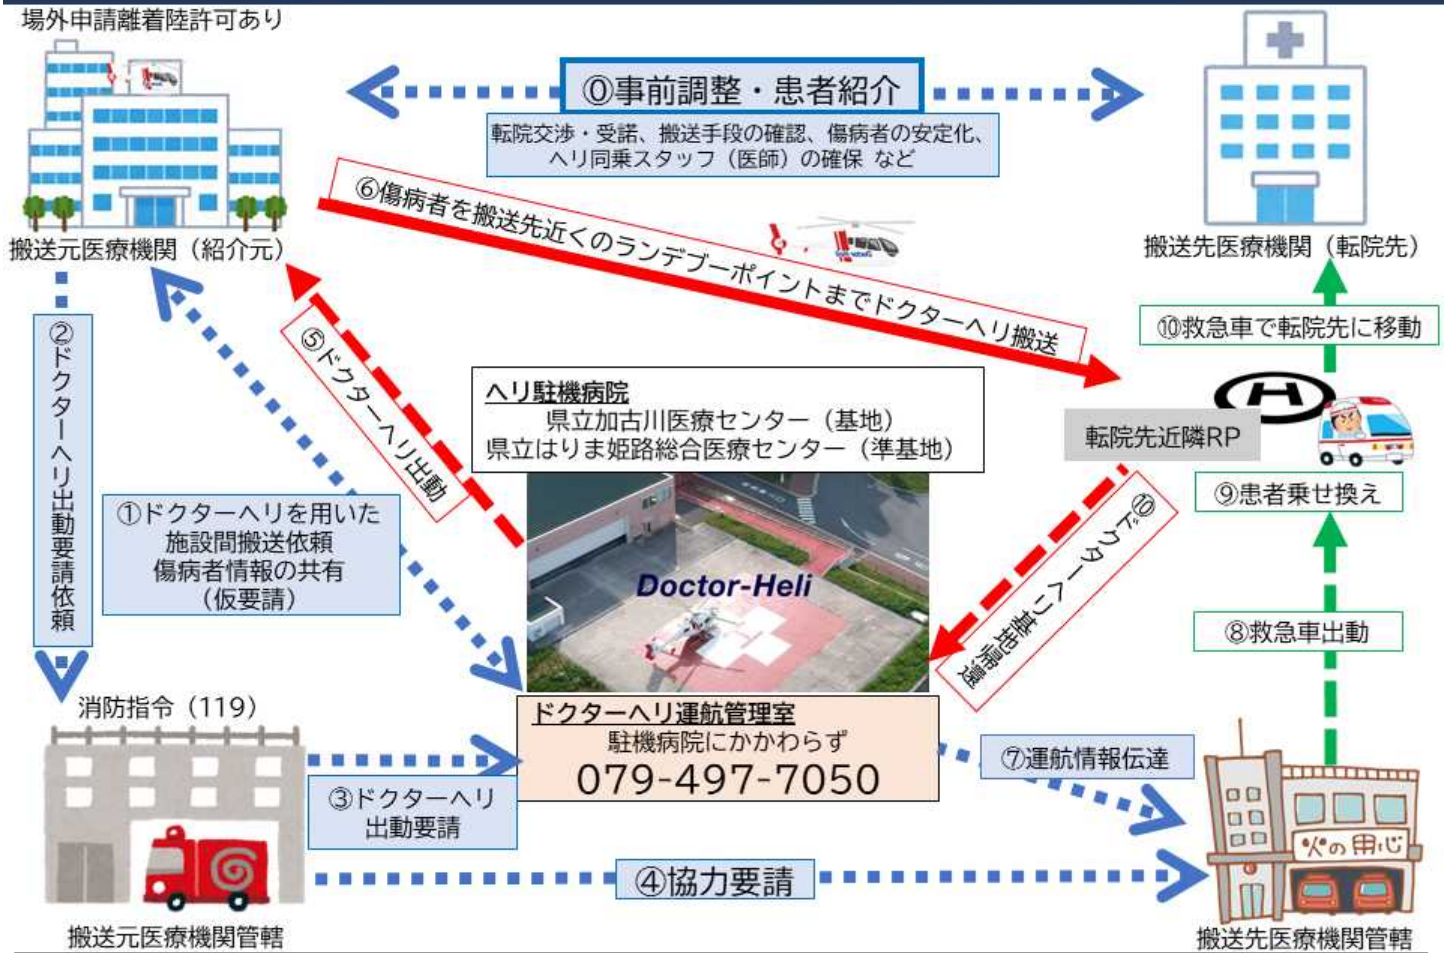 場外申請離着陸許可あり
⓪事前調整・患者紹介
転院交渉・受諾、搬送手段の確認、傷病者の安定化、
ヘリ同乗スタッフ（医師）の確保 など
搬送元医療機関（紹介元）
搬送先医療機関（転院先）
⑥傷病者を搬送先近くのランデブーポイントまでドクターヘリ搬送
⑩救急車で転院先に移動
②ドクターヘリ出動要請依頼
⑤ドクターヘリ出動
ヘリ駐機病院
県立加古川医療センター（基地）
県立はりま姫路総合医療センター（準基地）
H
転院先近隣RP
⑨患者乗せ換え
①ドクターヘリを用いた
施設間搬送依頼
傷病者情報の共有
（仮要請）
Doctor-Heli
⑩ドクターヘリ基地帰還
⑧救急車出動
消防指令（119）
ドクターヘリ運航管理室
駐機病院にかかわらず
079-497-7050
⑦運航情報伝達
③ドクターヘリ
出動要請
火の用心
④協力要請
搬送元医療機関管轄
搬送先医療機関管轄